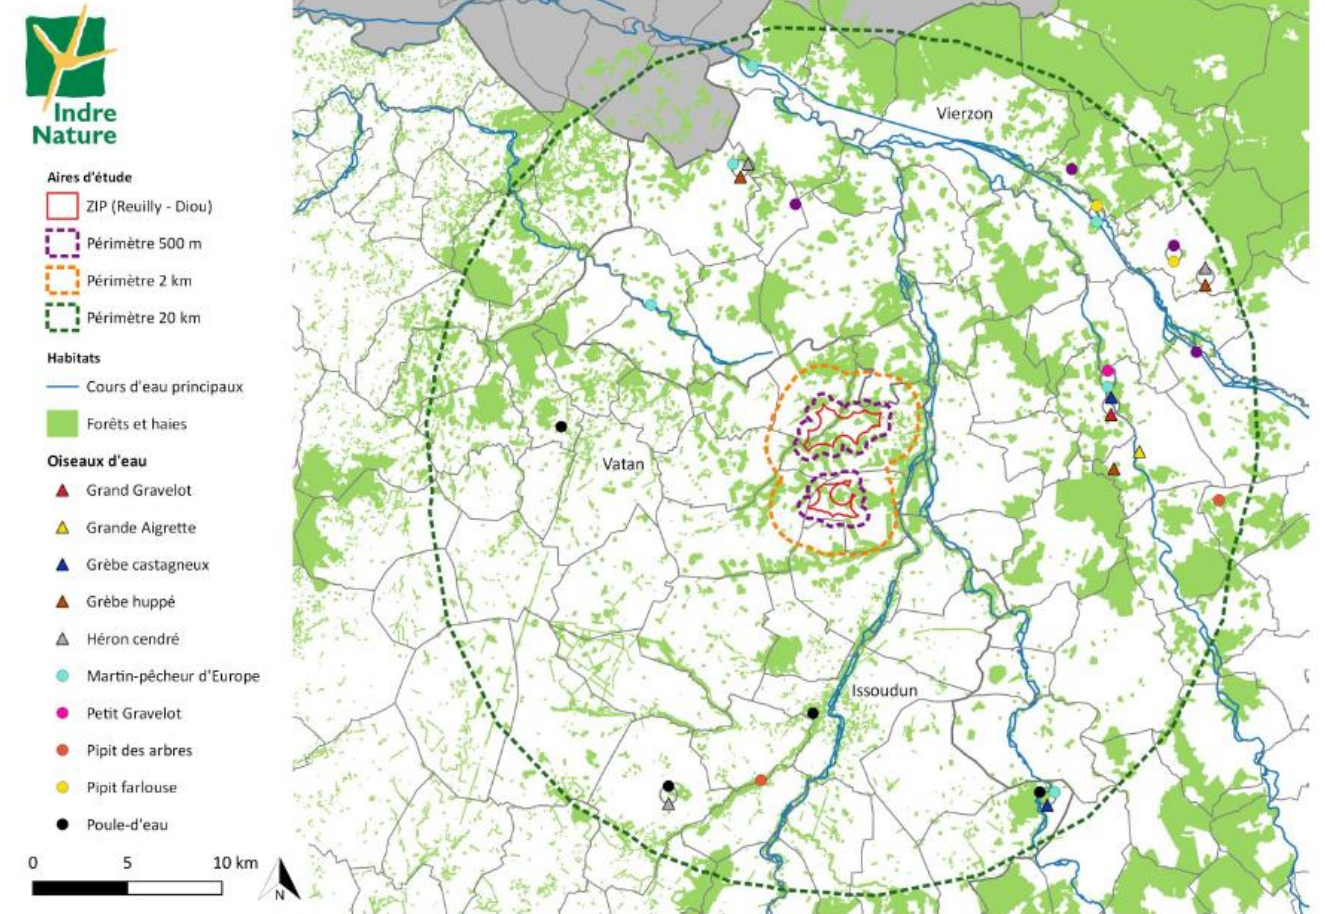 Indre
Nature
Aires d'étude
ZIP (Reuilly - Diou)
Périmètre 500 m
Périmètre 2 km
Périmètre 20 km
Habitats
Cours d'eau principaux
Forêts et haies
Oiseaux d'eau
Grand Gravelot
Grande Aigrette
Grèbe castagneux
Grèbe huppé
Héron cendré
Martin-pêcheur d'Europe
Petit Gravelot
Pipit des arbres
Pipit farlouse
Poule-d'eau
0 5 10 km
N
Vierzon
Vatan
Issoudun